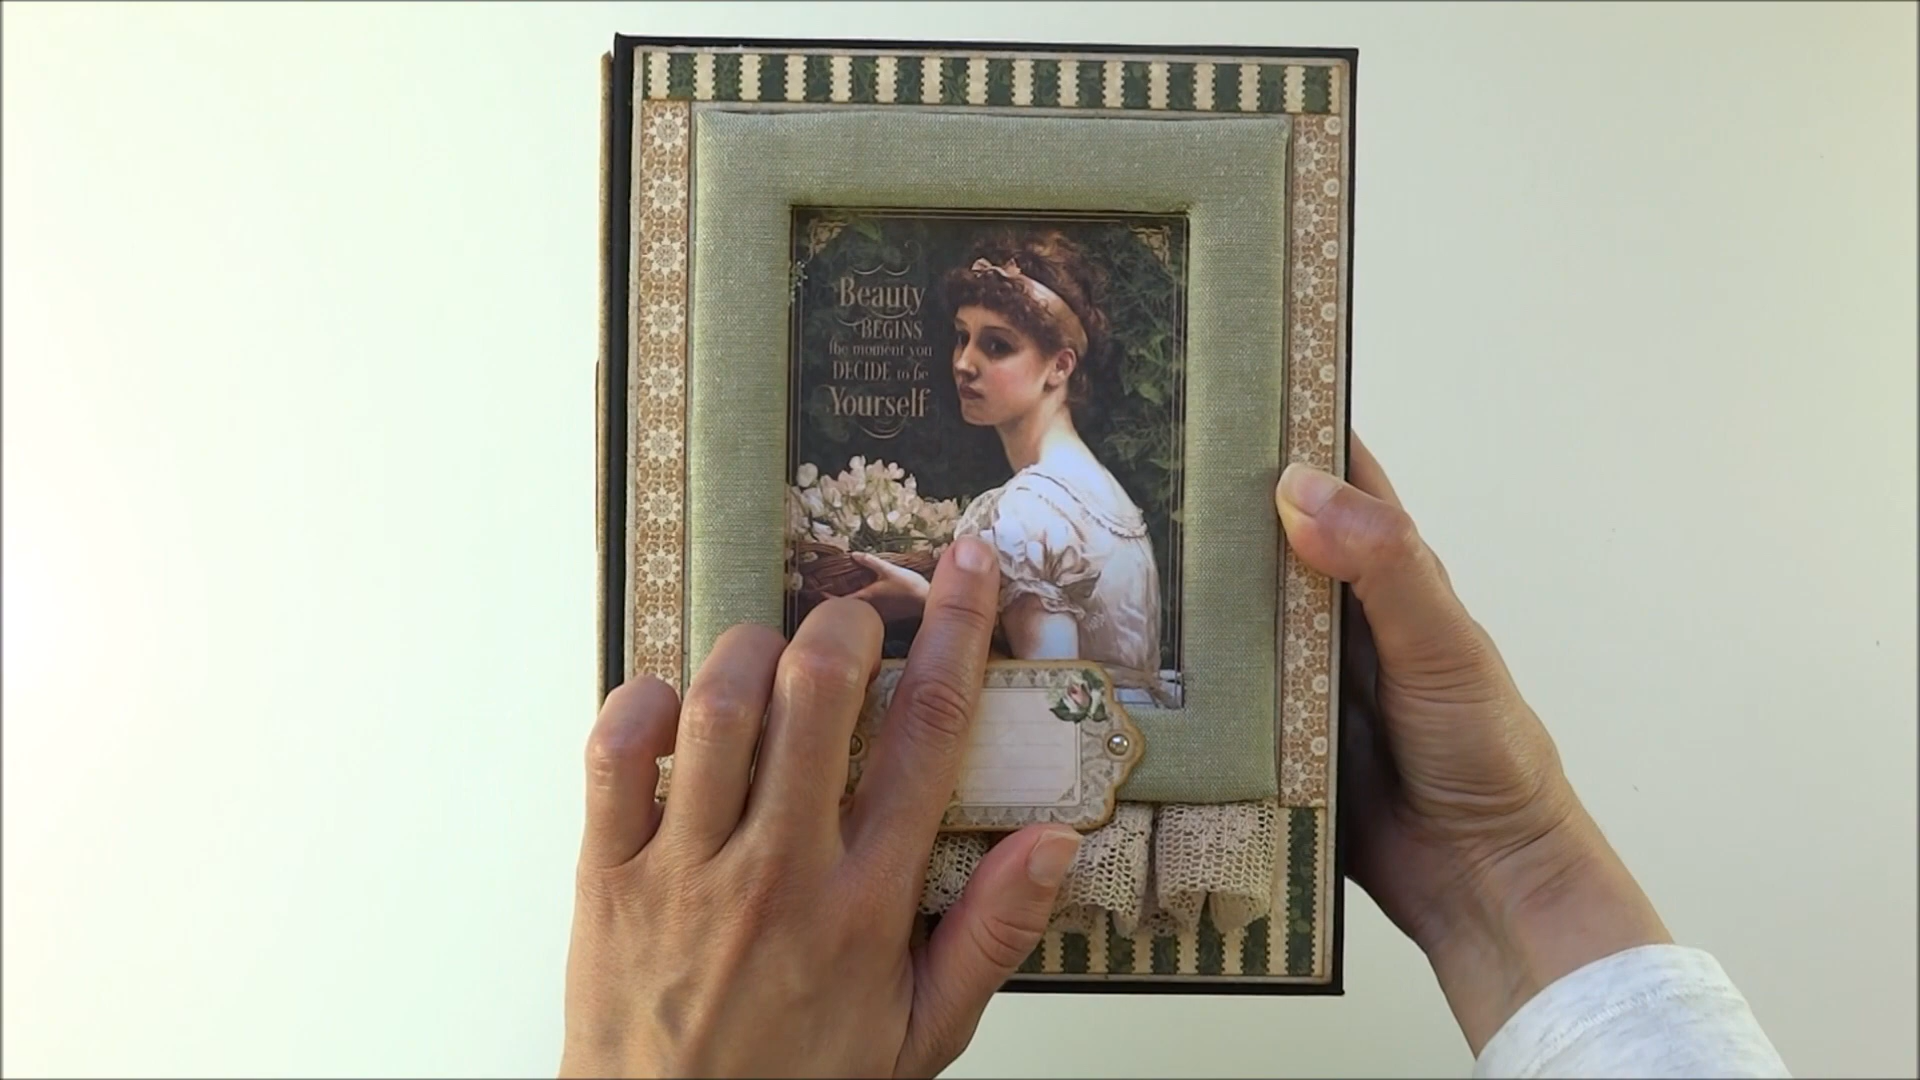 Beauty
BEGINS
the moment you
DECIDE to be
Yourself